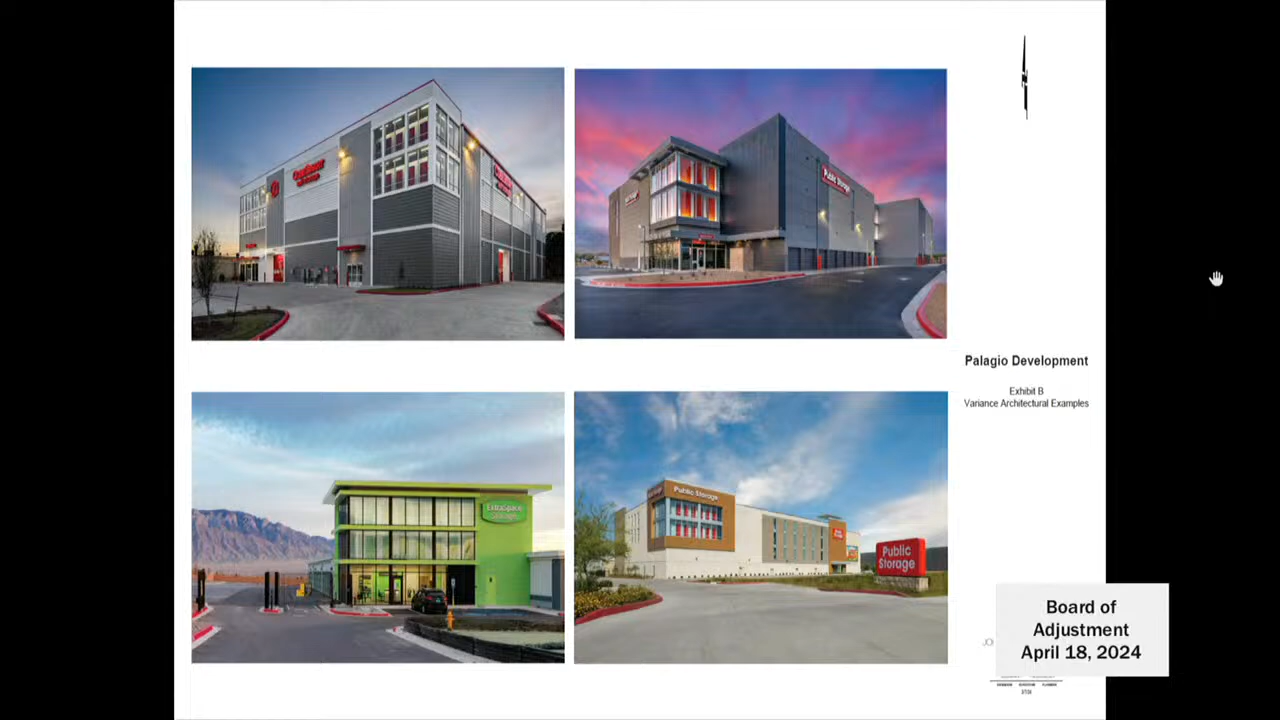 Public Storage
ExtraSpace
Storage
Public Storage
Public
Storage
Palagio Development
Exhibit B
Variance Architectural Examples
JO
Board of
Adjustment
April 18, 2024